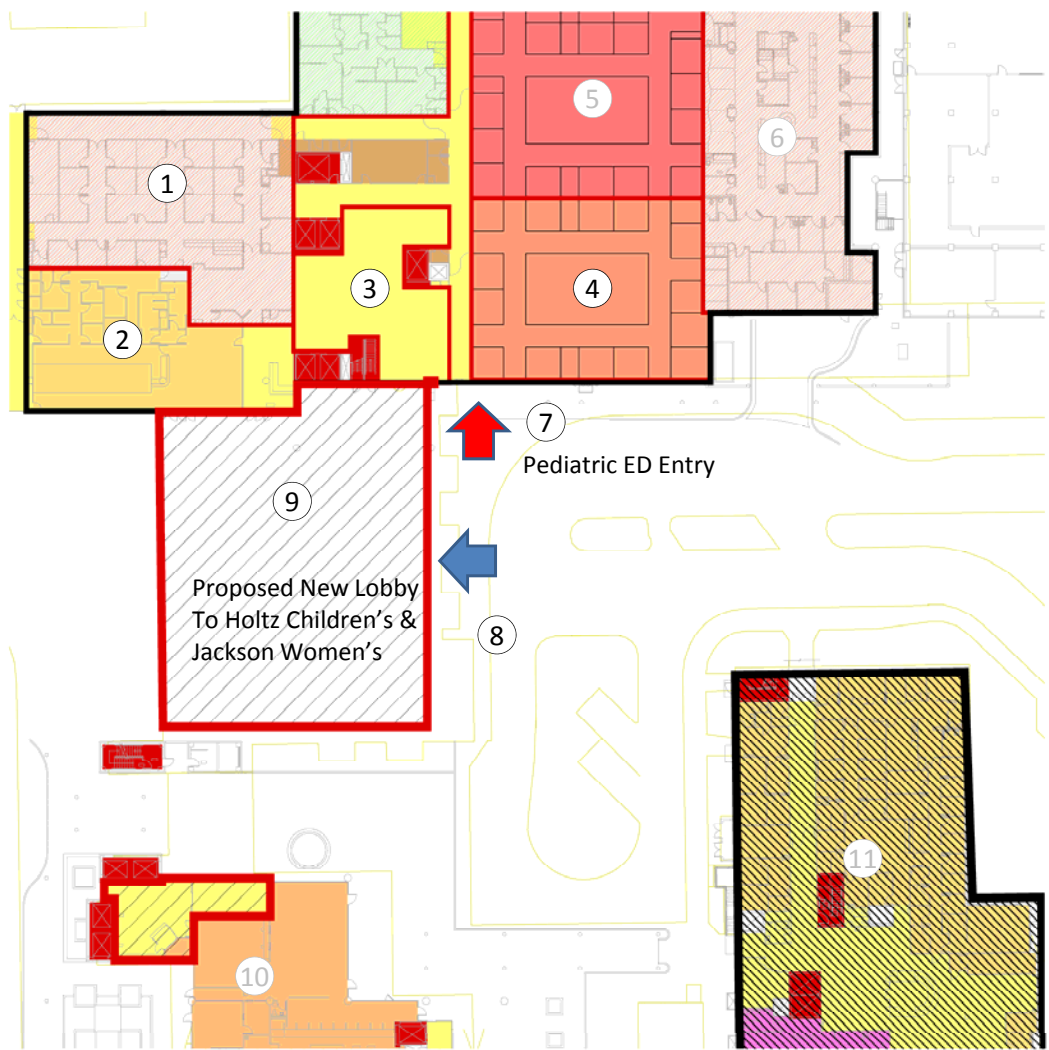 5
6
1
3
4
2
7
Pediatric ED Entry
9
Proposed New Lobby
To Holtz Children's &
Jackson Women's
8
11
10